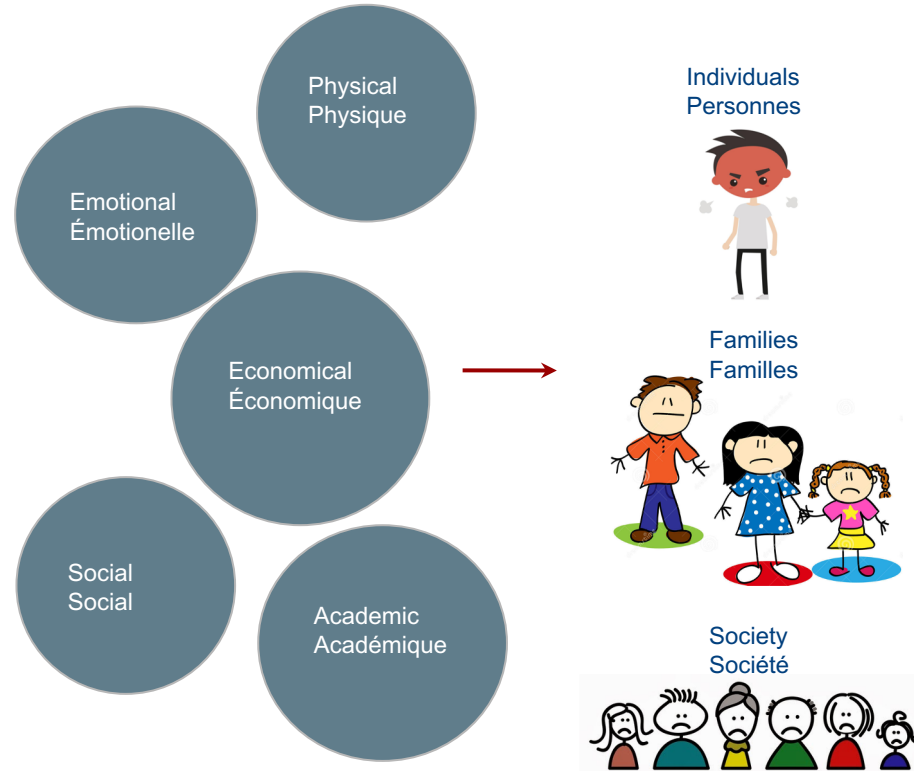 Physical
Physique
Emotional
Émotionelle
Economical
Économique
Social
Social
Academic
Académique
Individuals
Personnes
Families
Familles
Society
Société